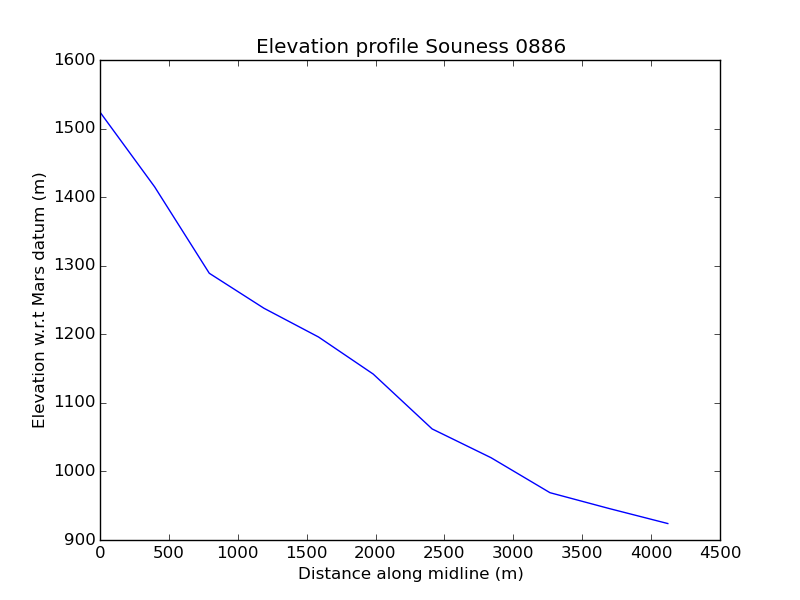 Elevation profile Souness 0886
1600
1500
1400
1300
1200
1100
1000
900
Elevation w.r.t Mars datum (m)
0 500 1000 1500 2000 2500 3000 3500 4000 4500
Distance along midline (m)